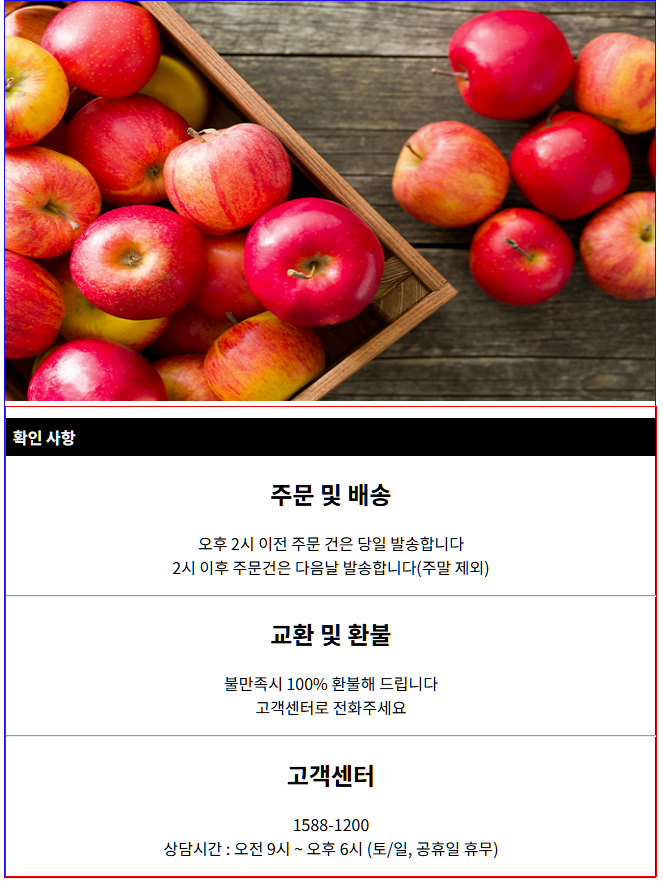 확인 사항
주문 및 배송
오후 2시 이전 주문 건은 당일 발송합니다
2시 이후 주문건은 다음날 발송합니다(주말 제외)
교환 및 환불
불만족시 100% 환불해 드립니다
고객센터로 전화주세요
고객센터
1588-1200
상담시간 : 오전 9시 ~ 오후 6시 (토/일, 공휴일 휴무)